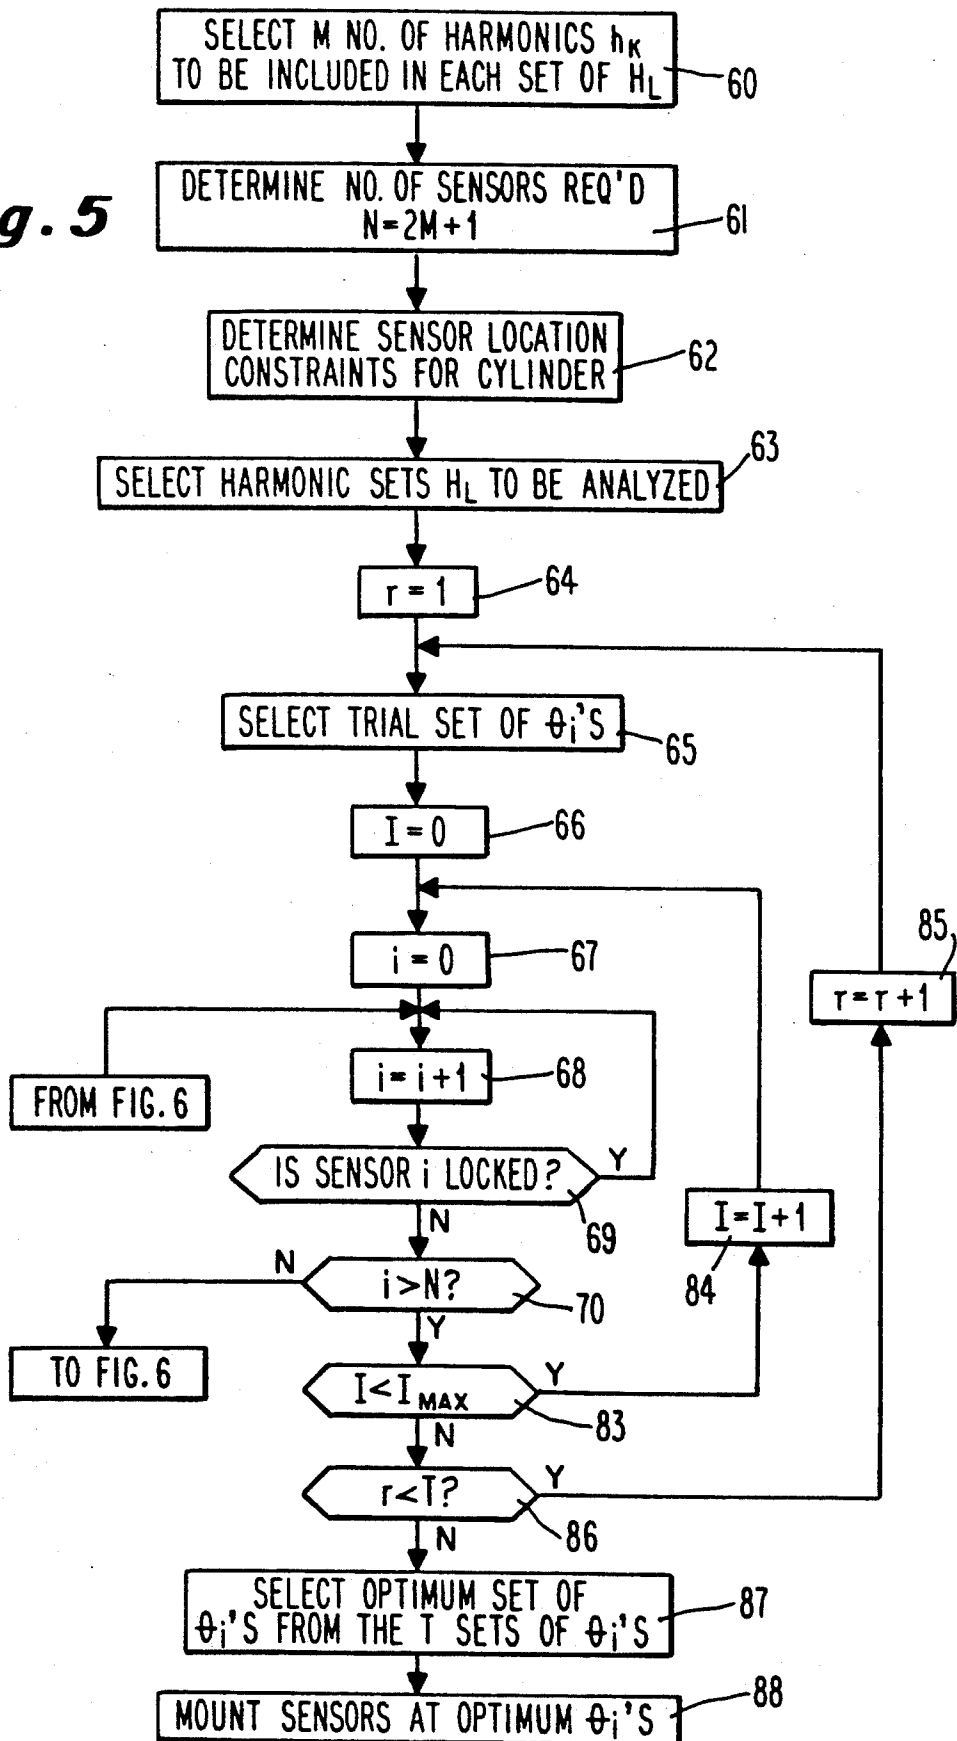 SELECT M NO. OF HARMONICS hK
TO BE INCLUDED IN EACH SET OF HL
60
g. 5
DETERMINE NO. OF SENSORS REQ'D
N=2M+1
61
DETERMINE SENSOR LOCATION
CONSTRAINTS FOR CYLINDER
62
SELECT HARMONIC SETS HL TO BE ANALYZED
63
r = 1
64
SELECT TRIAL SET OF θi'S
65
I = 0
66
i = 0
67
85
r=r+1
i=i+1
68
FROM FIG. 6
IS SENSOR i LOCKED?
Y
69
I=I+1
84
N
N
i>N?
70
Y
TO FIG. 6
I<IMAX
Y
83
N
r<T?
Y
86
N
SELECT OPTIMUM SET OF
θi'S FROM THE T SETS OF θi'S
87
MOUNT SENSORS AT OPTIMUM θi'S
88